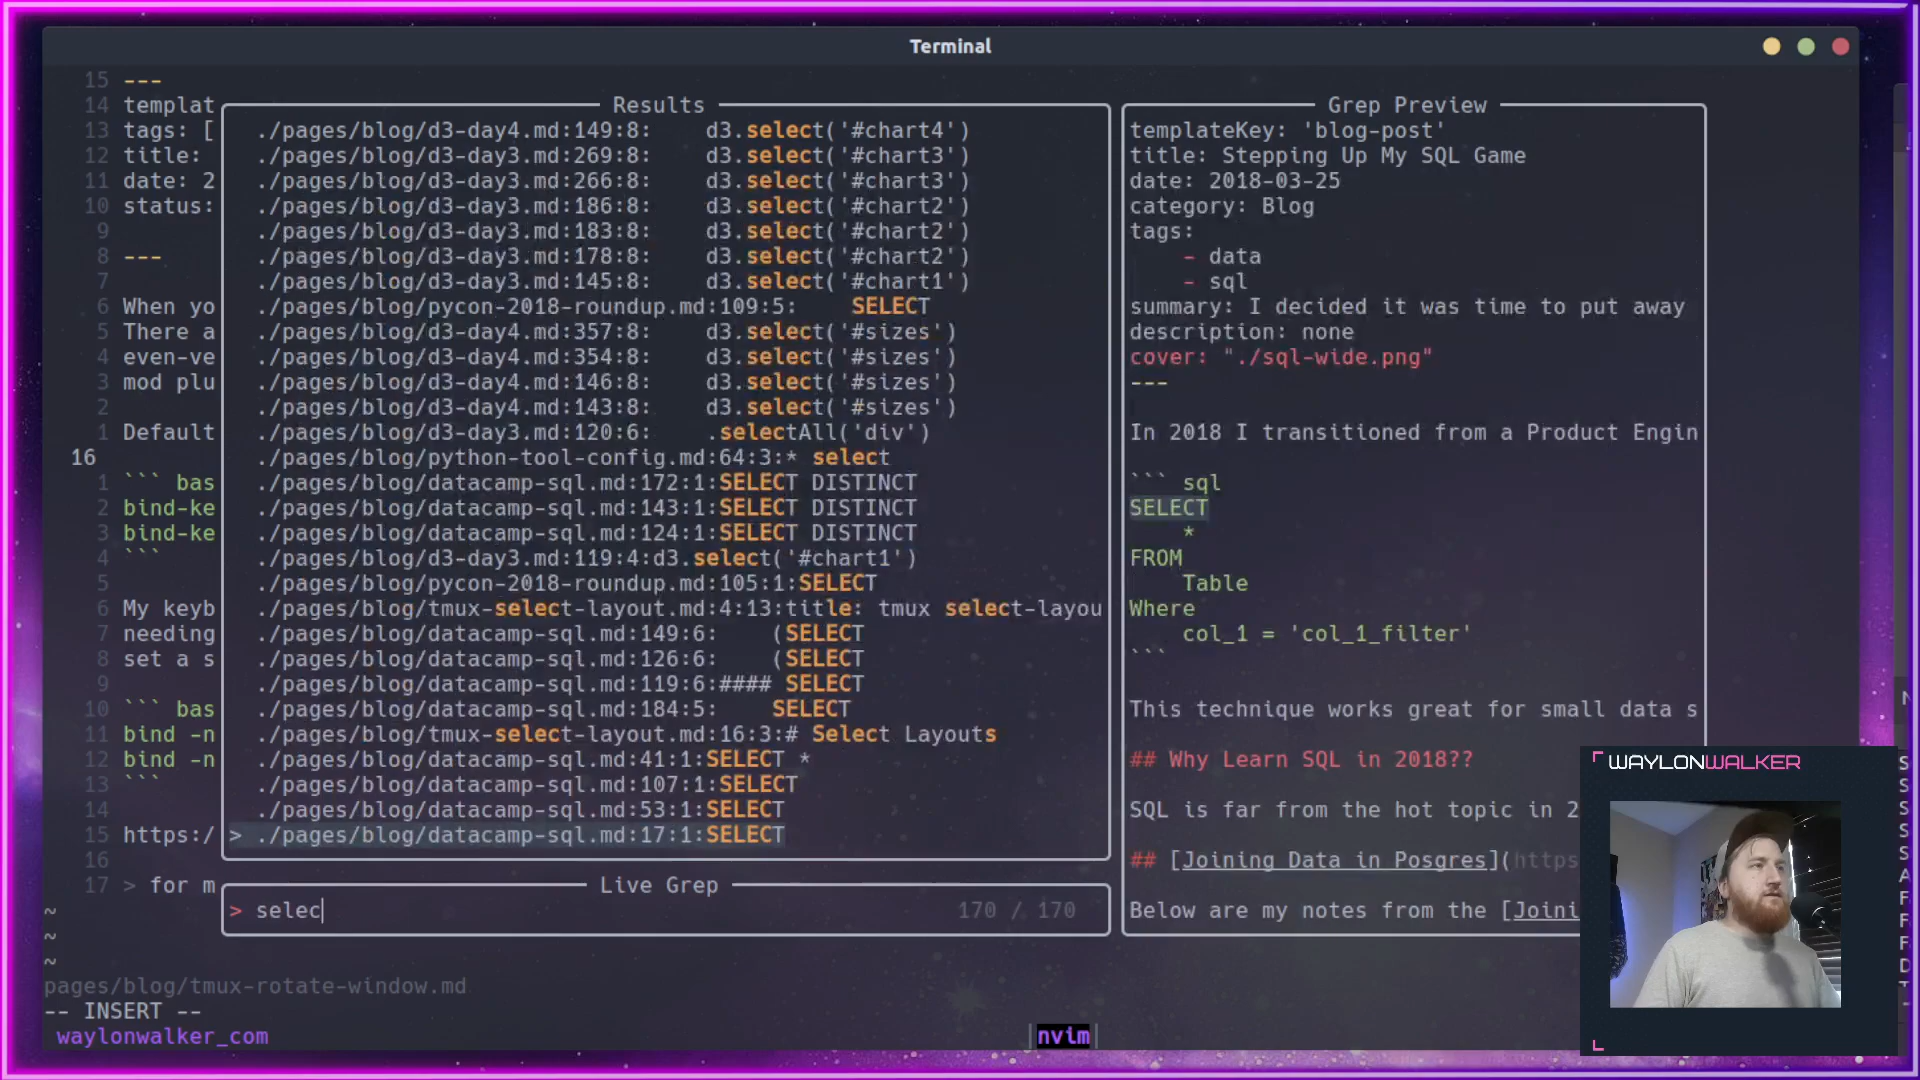 Terminal
15 ---
14 templat
13 tags: [
12 title:
11 date: 2
10 status:
9
8 ---
7
6 When yo
5 There a
4 even-ve
3 mod plu
2
1 Default
16
1 ``` bas
2 bind-ke
3 bind-ke
4 ```
5
6 My keyb
7 needing
8 set a s
9
10 ``` bas
11 bind -n
12 bind -n
13 ```
14
15 https:/
16
17 > for m
~
~
~
Results
./pages/blog/d3-day4.md:149:8:    d3.select('#chart4')
./pages/blog/d3-day3.md:269:8:    d3.select('#chart3')
./pages/blog/d3-day3.md:266:8:    d3.select('#chart3')
./pages/blog/d3-day3.md:186:8:    d3.select('#chart2')
./pages/blog/d3-day3.md:183:8:    d3.select('#chart2')
./pages/blog/d3-day3.md:178:8:    d3.select('#chart2')
./pages/blog/d3-day3.md:145:8:    d3.select('#chart1')
./pages/blog/pycon-2018-roundup.md:109:5:    SELECT
./pages/blog/d3-day4.md:357:8:    d3.select('#sizes')
./pages/blog/d3-day4.md:354:8:    d3.select('#sizes')
./pages/blog/d3-day4.md:146:8:    d3.select('#sizes')
./pages/blog/d3-day4.md:143:8:    d3.select('#sizes')
./pages/blog/d3-day3.md:120:6:    .selectAll('div')
./pages/blog/python-tool-config.md:64:3:* select
./pages/blog/datacamp-sql.md:172:1:SELECT DISTINCT
./pages/blog/datacamp-sql.md:143:1:SELECT DISTINCT
./pages/blog/datacamp-sql.md:124:1:SELECT DISTINCT
./pages/blog/d3-day3.md:119:4:d3.select('#chart1')
./pages/blog/pycon-2018-roundup.md:105:1:SELECT
./pages/blog/tmux-select-layout.md:4:13:title: tmux select-layou
./pages/blog/datacamp-sql.md:149:6:    (SELECT
./pages/blog/datacamp-sql.md:126:6:    (SELECT
./pages/blog/datacamp-sql.md:119:6:#### SELECT
./pages/blog/datacamp-sql.md:184:5:    SELECT
./pages/blog/tmux-select-layout.md:16:3:# Select Layouts
./pages/blog/datacamp-sql.md:41:1:SELECT *
./pages/blog/datacamp-sql.md:107:1:SELECT
./pages/blog/datacamp-sql.md:53:1:SELECT
> ./pages/blog/datacamp-sql.md:17:1:SELECT
Live Grep
> selec 170 / 170
Grep Preview
templateKey: 'blog-post'
title: Stepping Up My SQL Game
date: 2018-03-25
category: Blog
tags:
- data
- sql
summary: I decided it was time to put away
description: none
cover: "./sql-wide.png"
---
In 2018 I transitioned from a Product Engin
``` sql
SELECT
*
FROM
Table
Where
col_1 = 'col_1_filter'
```
This technique works great for small data s
## Why Learn SQL in 2018??
SQL is far from the hot topic in 2
## [Joining Data in Posgres](https
Below are my notes from the [Joini
WAYLONWALKER
pages/blog/tmux-rotate-window.md
-- INSERT --
waylonwalker_com
|nvim|